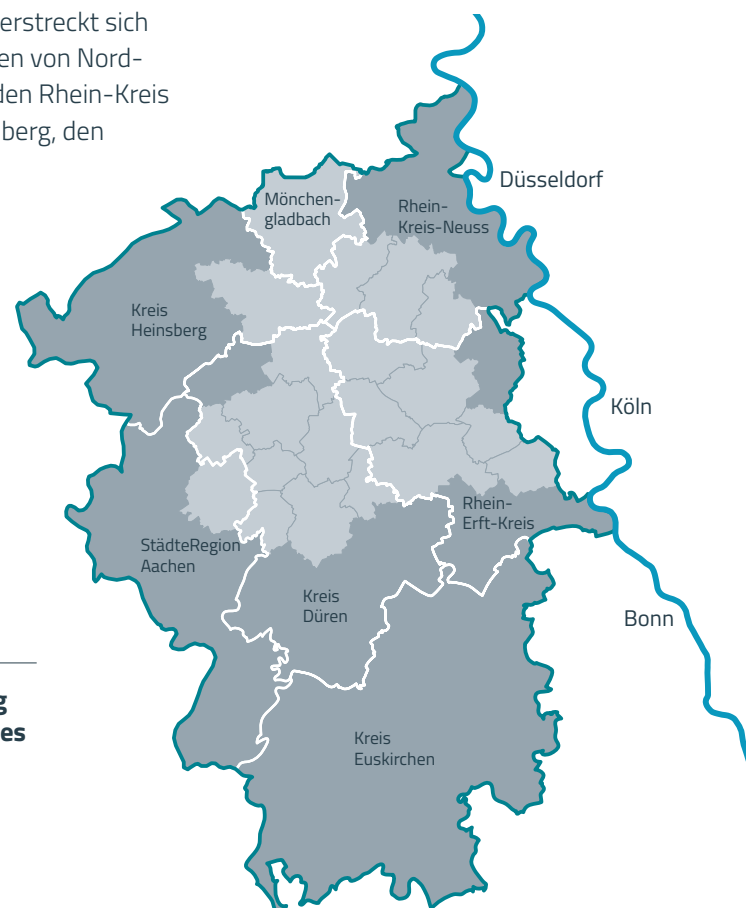 erstreckt sich
en von Nord-
den Rhein-Kreis
berg, den
Düsseldorf
Mönchen-
gladbach
Rhein-
Kreis-Neuss
Kreis
Heinsberg
Köln
Rhein-
Erft-Kreis
StädteRegion
Aachen
Kreis
Düren
Bonn
g
es
Kreis
Euskirchen